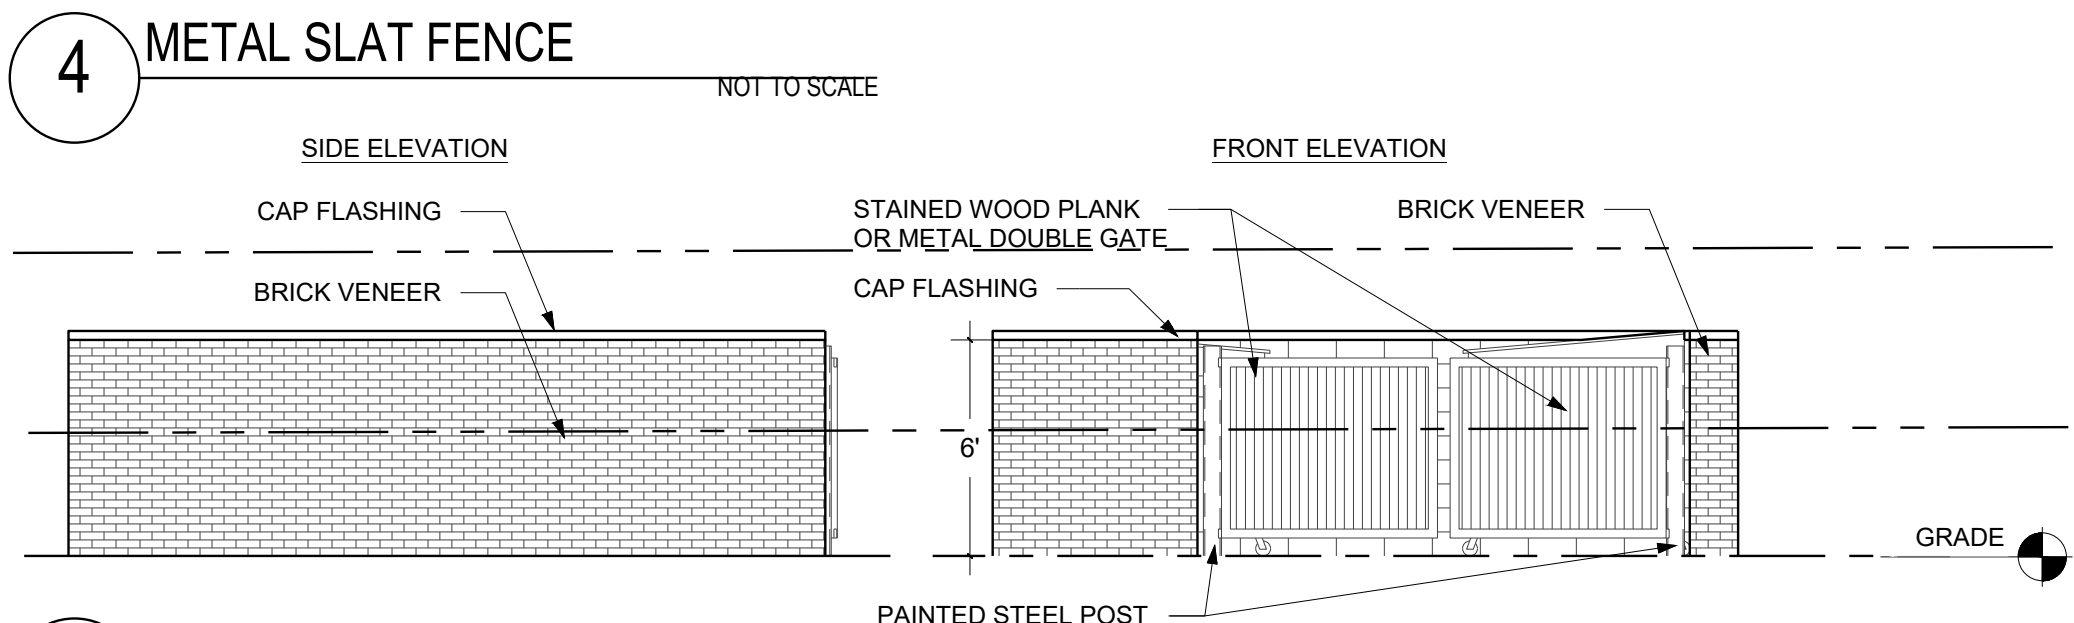 4
METAL SLAT FENCE
NOT TO SCALE
SIDE ELEVATION
FRONT ELEVATION
CAP FLASHING
STAINED WOOD PLANK
OR METAL DOUBLE GATE
BRICK VENEER
BRICK VENEER
CAP FLASHING
6'
GRADE
PAINTED STEEL POST